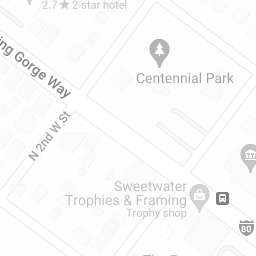 2.7★ 2-star hotel
Centennial Park
Gorge Way
N 2nd W St
Sweetwater
Trophies & Framing
Trophy shop
80